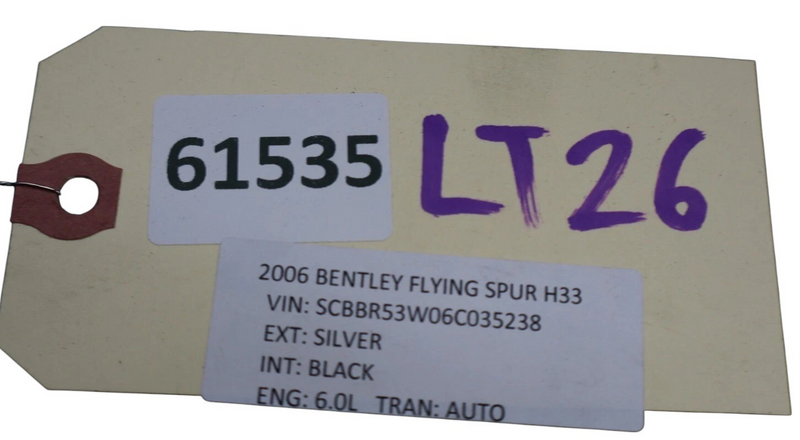 61535
LT26
2006 BENTLEY FLYING SPUR H33
VIN: SCBBR53W06C035238
EXT: SILVER
INT: BLACK
ENG: 6.0L TRAN: AUTO